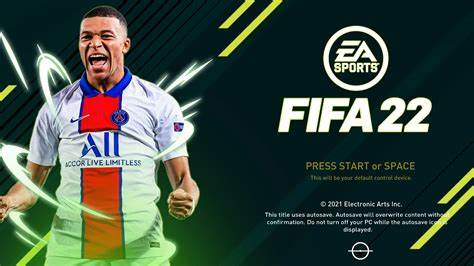 EA
SPORTS
FIFA 22
PRESS START or SPACE
This will be your default control device.
© 2021 Electronic Arts Inc.
This title uses autosave. Autosave will overwrite content without
confirmation. Do not turn off your PC while the autosave icon is
displayed.
ALL
ACCOR LIVE LIMITLESS